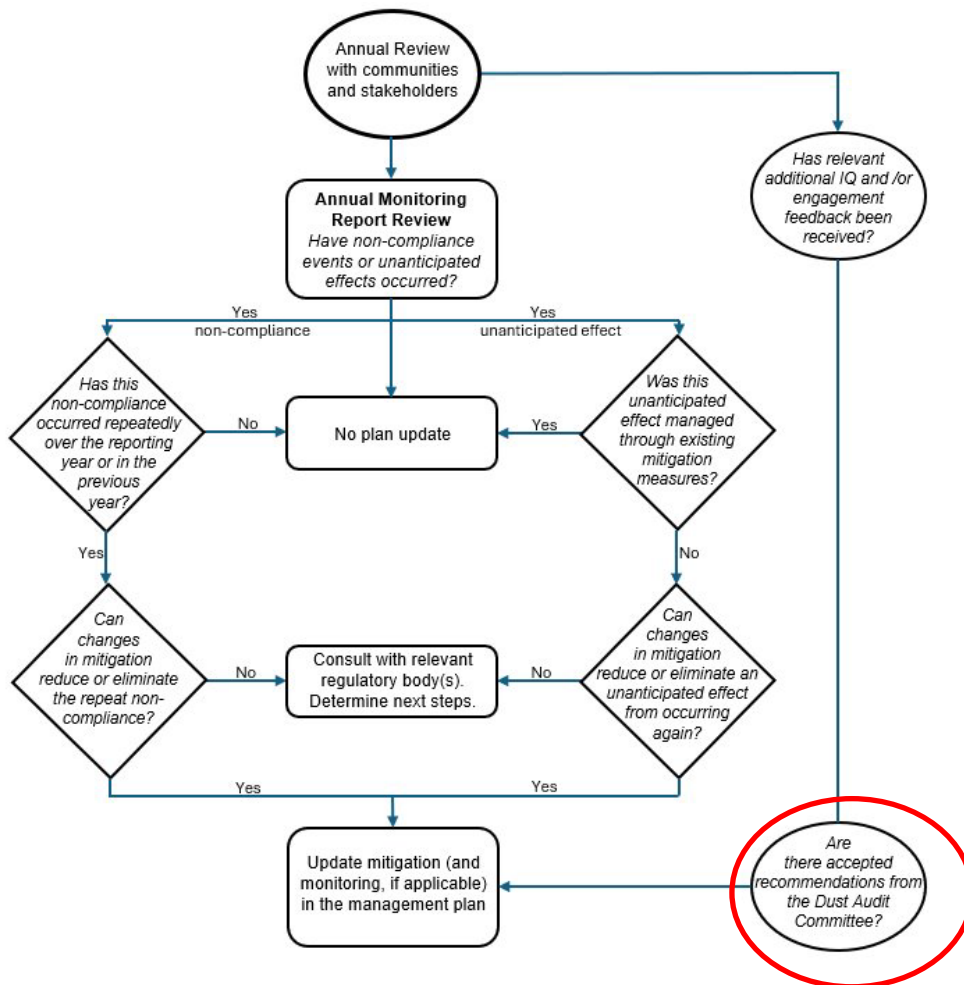 Annual Review
with communities
and stakeholders
Has relevant
additional IQ and /or
engagement
feedback been
received?
Annual Monitoring
Report Review
Have non-compliance
events or unanticipated
effects occurred?
Yes
non-compliance
Yes
unanticipated effect
Has this
non-compliance
occurred repeatedly
over the reporting
year or in the
previous
year?
No
No plan update
Yes
Was this
unanticipated
effect managed
through existing
mitigation
measures?
Yes
No
Can
changes
in mitigation
reduce or eliminate
the repeat non-
compliance?
No
Consult with relevant
regulatory body(s).
Determine next steps.
No
Can
changes
in mitigation
reduce or eliminate an
unanticipated effect
from occurring
again?
Yes
Yes
Update mitigation (and
monitoring, if applicable)
in the management plan
Are
there accepted
recommendations from
the Dust Audit
Committee?